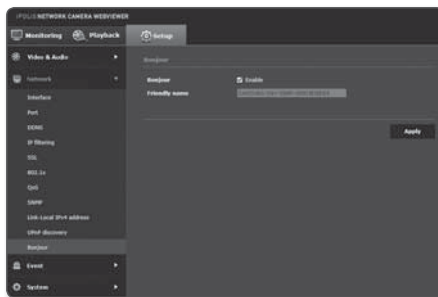 iPOLiS NETWORK CAMERA WEBVIEWER
Monitoring
Playback
Setup
Video & Audio
Network
Interface
Port
DDNS
IP filtering
SSL
802.1x
QoS
SNMP
Link-Local IPv4 address
UPnP discovery
Bonjour
Event
System
Bonjour
Bonjour
Enable
Friendly name
Apply